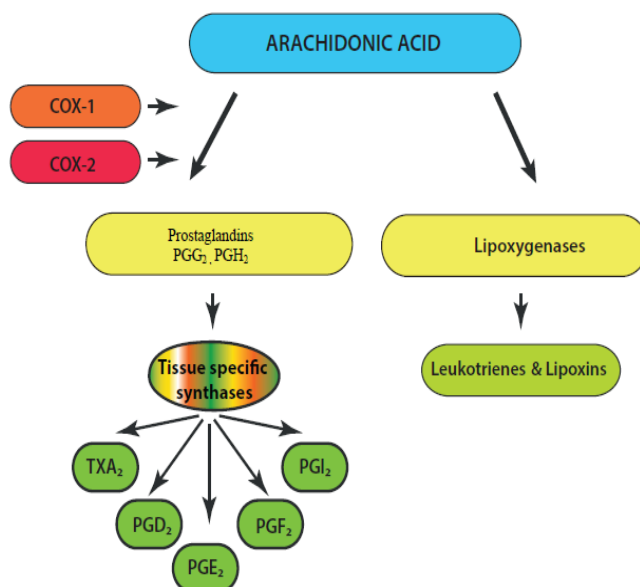 ARACHIDONIC ACID
COX-1
COX-2
Prostaglandins
PGG₂, PGH₂
Lipoxygenases
Tissue specific
synthases
Leukotrienes & Lipoxins
TXA₂
PGI₂
PGD₂
PGF₂
PGE₂